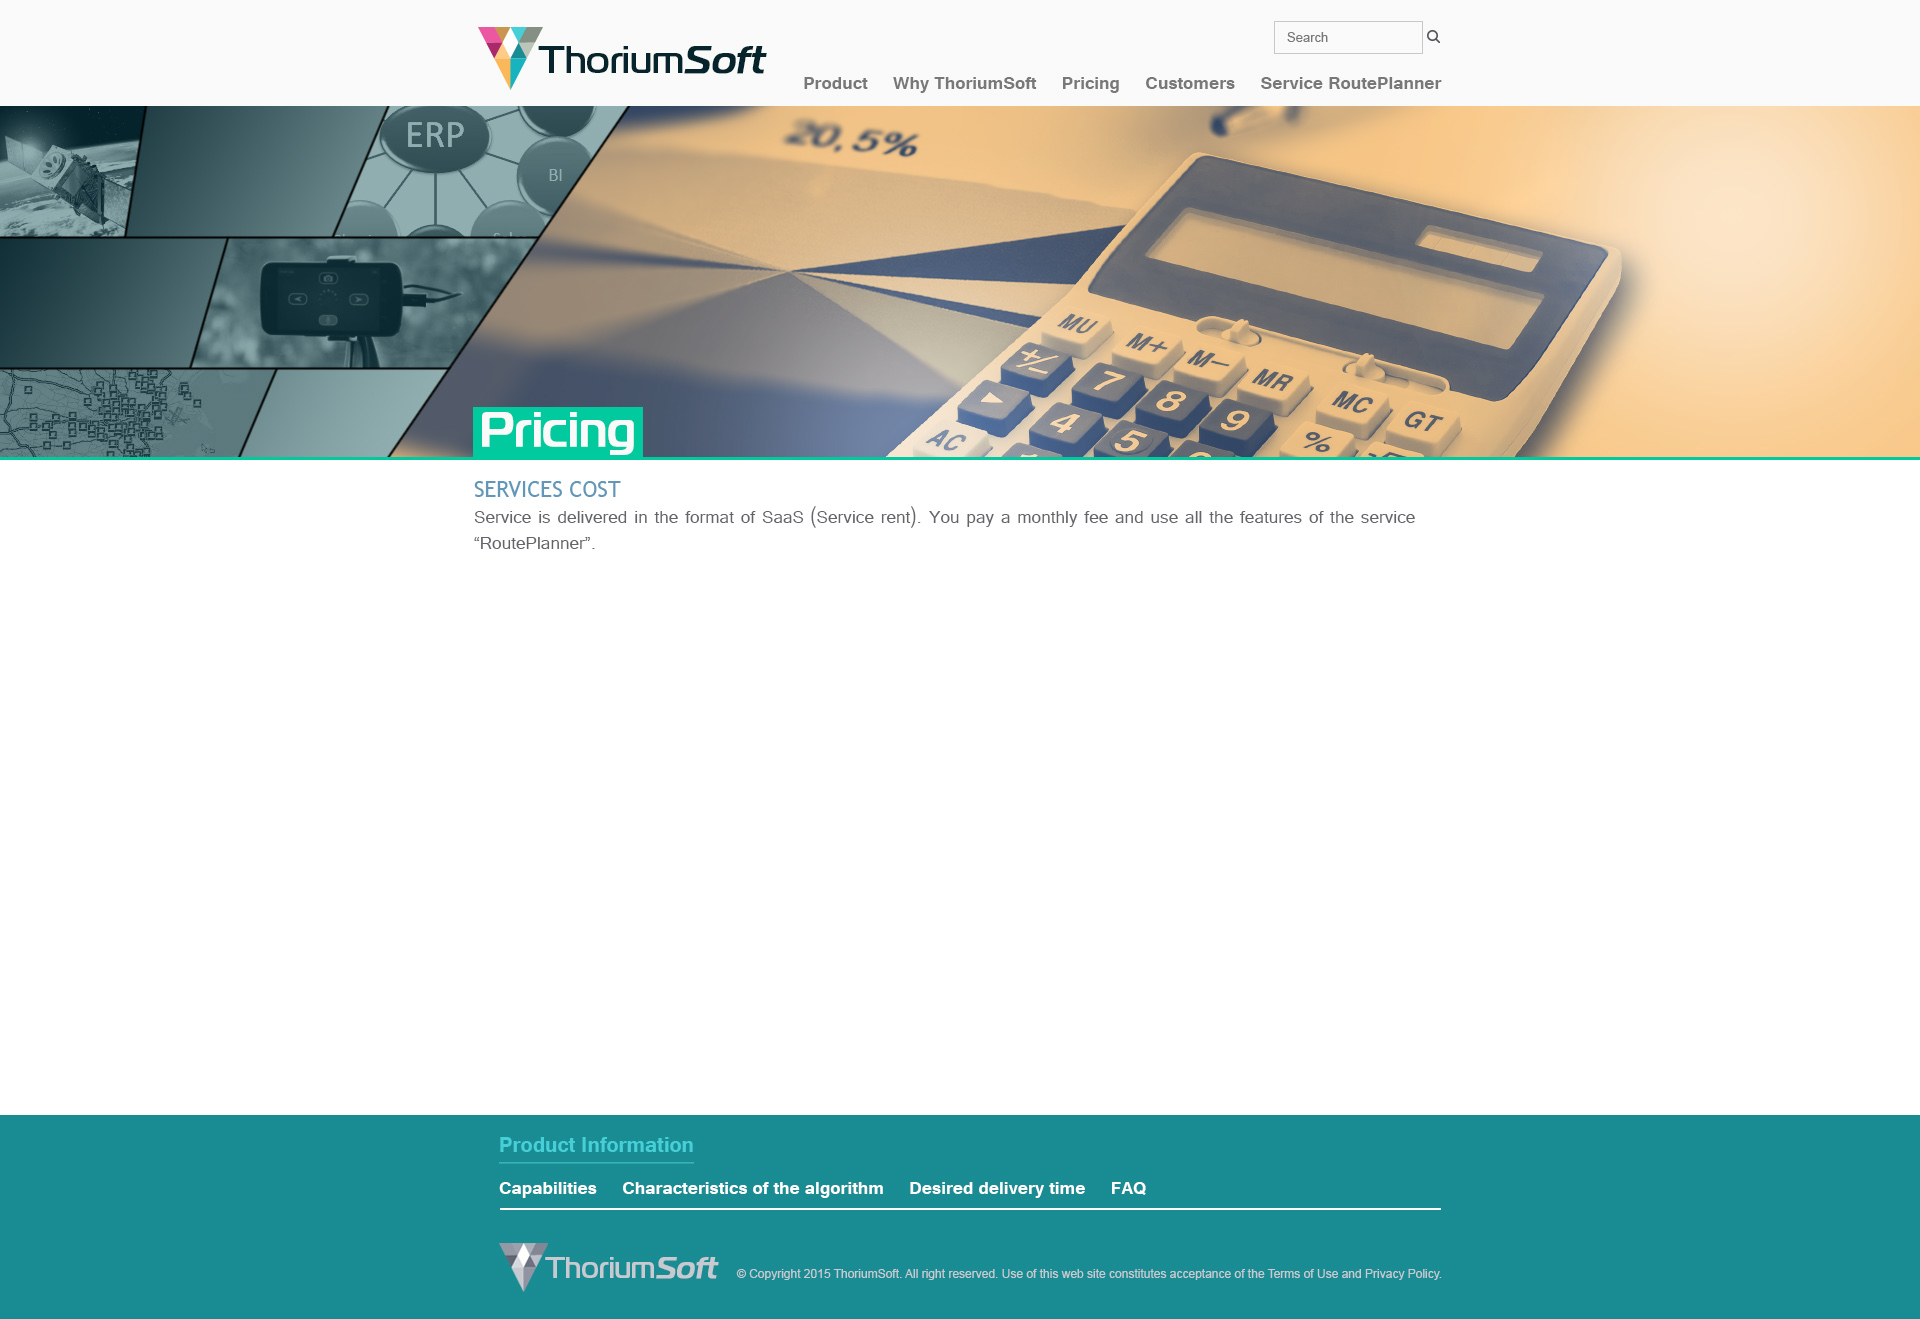 ThoriumSoft
Search
Product Why ThoriumSoft Pricing Customers Service RoutePlanner
ERP
BI
20,5%
MU M+ M– MR MC GT
+/– 7 8 9 %
▶ 4 5 6
AC
Pricing
SERVICES COST
Service is delivered in the format of SaaS (Service rent). You pay a monthly fee and use all the features of the service
“RoutePlanner”.
Product Information
Capabilities Characteristics of the algorithm Desired delivery time FAQ
ThoriumSoft
© Copyright 2015 ThoriumSoft. All right reserved. Use of this web site constitutes acceptance of the Terms of Use and Privacy Policy.